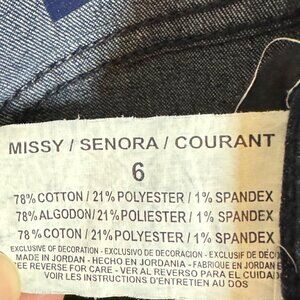 MISSY / SENORA / COURANT
6
78% COTTON / 21% POLYESTER / 1% SPANDEX
78% ALGODON/ 21% POLIESTER / 1% SPANDEX
78 % COTON / 21% POLYESTER / 1% SPANDEX
EXCLUSIVE OF DECORATION - EXCLUSIVO DE DECORACION - EXCLUSIF DE
MADE IN JORDAN - HECHO EN JORDANIA - FABRIQUE EN JORDANIE
SEE REVERSE FOR CARE - VER AL REVERSO PARA EL CUIDA
VOIR LES INSTRUCTIONS D'ENTRETIEN AU DOS